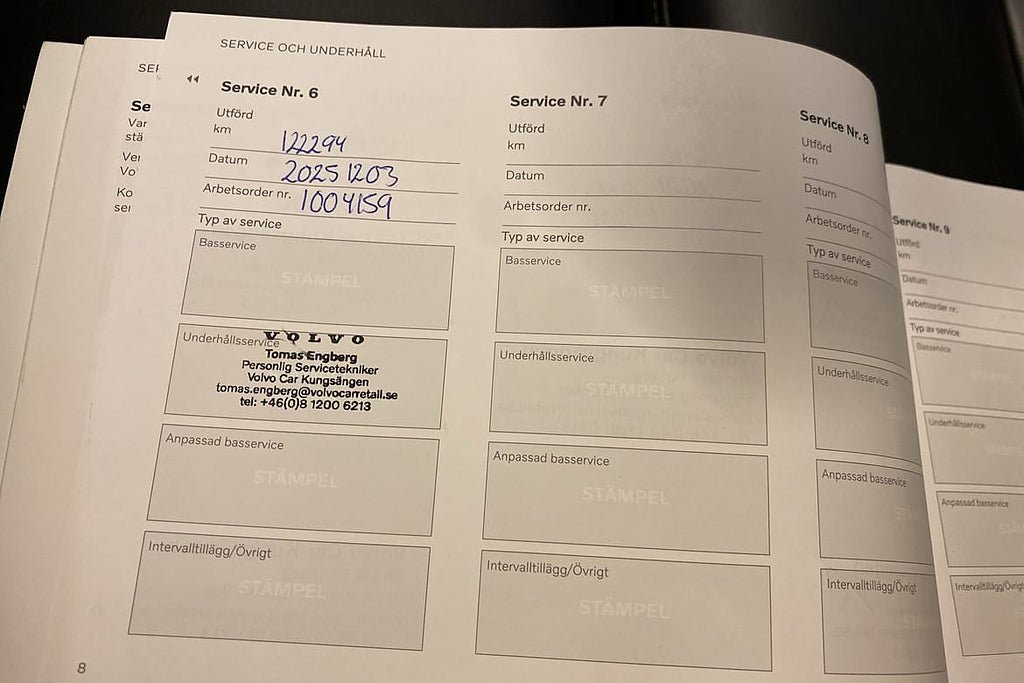 SERVICE OCH UNDERHÅLL
Service Nr. 6
Utförd
km 122294
Datum 20251203
Arbetsorder nr. 1004159
Typ av service
Basservice
STÄMPEL
Underhållsservice
VOLVO
Tomas Engberg
Personlig Servicetekniker
Volvo Car Kungsängen
tomas.engberg@volvocarretail.se
tel: +46(0)8 1200 6213
Anpassad basservice
STÄMPEL
Intervalltillägg/Övrigt
STÄMPEL
8
Service Nr. 7
Utförd
km
Datum
Arbetsorder nr.
Typ av service
Basservice
STÄMPEL
Underhållsservice
STÄMPEL
Anpassad basservice
STÄMPEL
Intervalltillägg/Övrigt
STÄMPEL
Service Nr. 8
Utförd
km
Datum
Arbetsorder nr.
Typ av service
Basservice
Underhållsservice
Anpassad basservice
Intervalltillägg/Övrigt
Service Nr. 9
Utförd
km
Datum
Arbetsorder nr.
Typ av service
Basservice
Underhållsservice
Anpassad basservice
Intervalltillägg/Övrigt